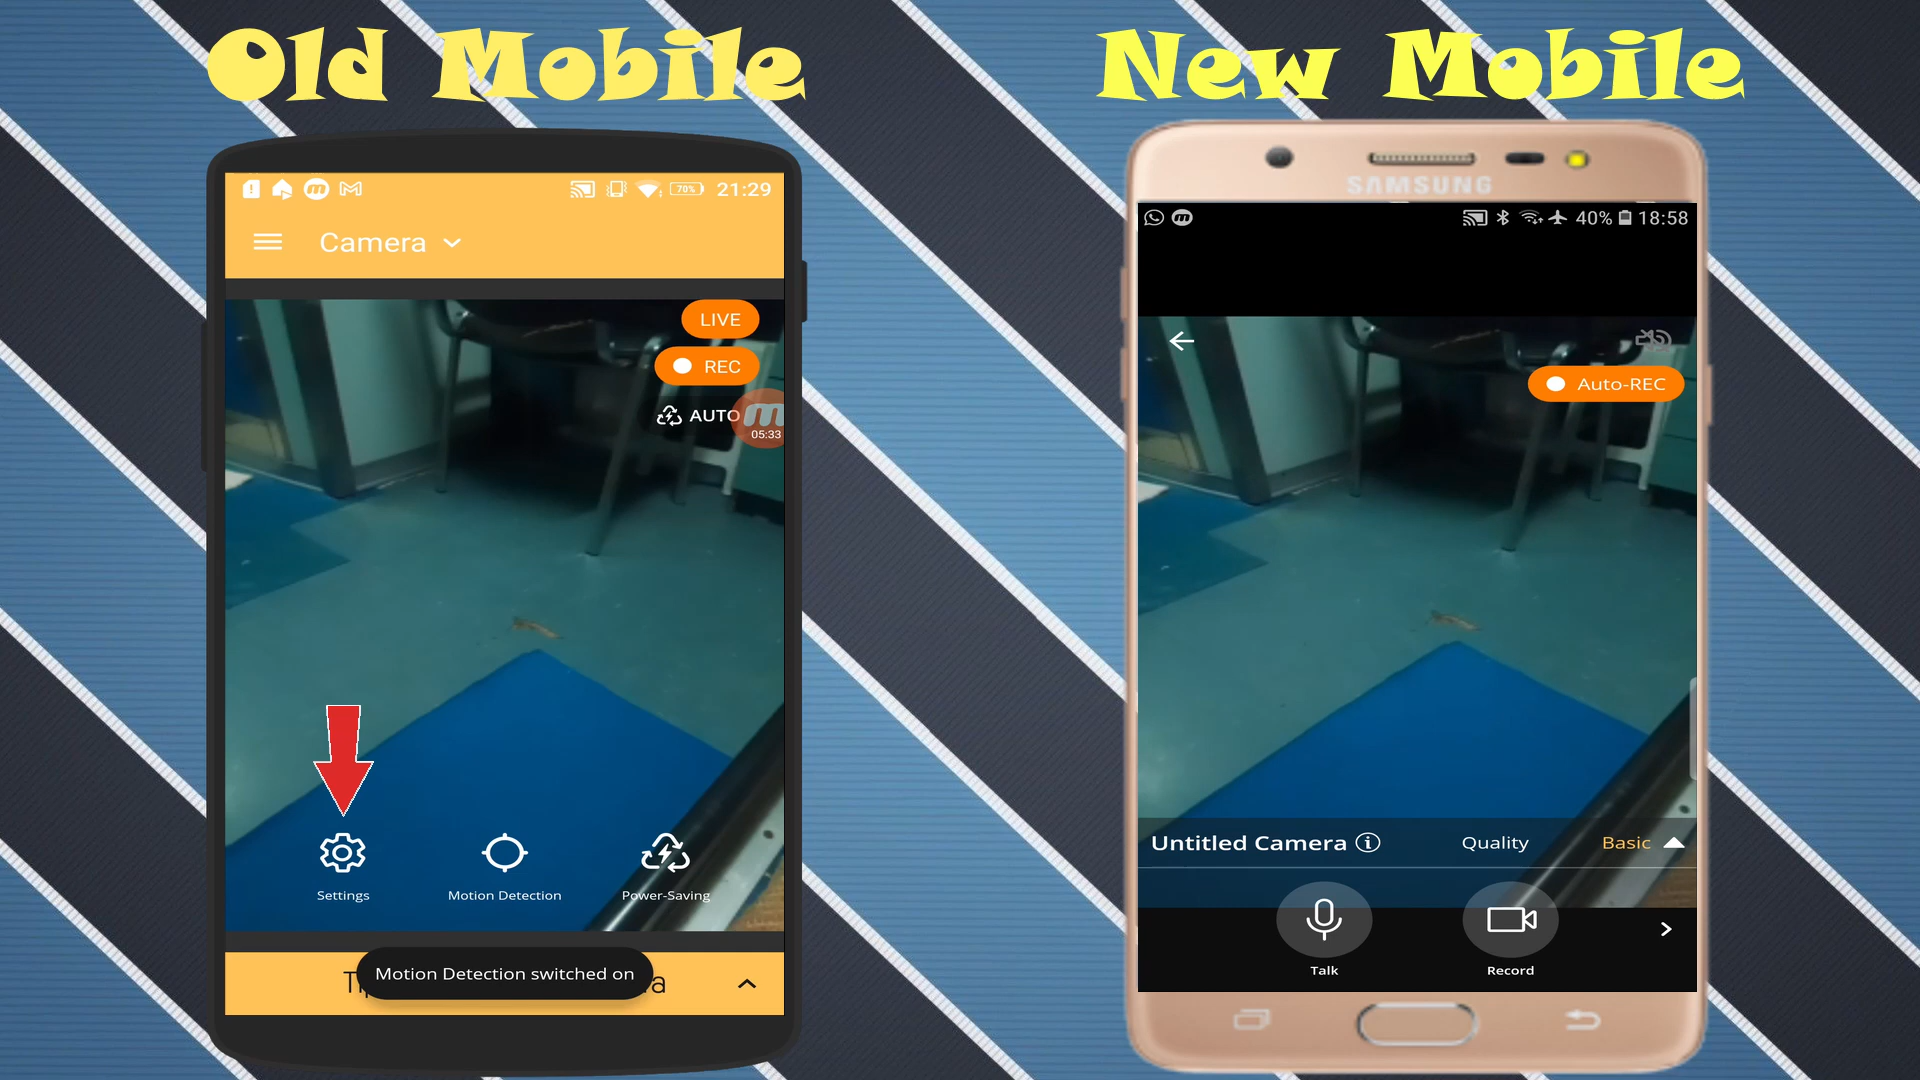 Old Mobile
New Mobile
70% 21:29
Camera
LIVE
REC
AUTO
05:33
Settings
Motion Detection
Power-Saving
Motion Detection switched on
SAMSUNG
40% 18:58
Auto-REC
Untitled Camera
Quality
Basic
Talk
Record